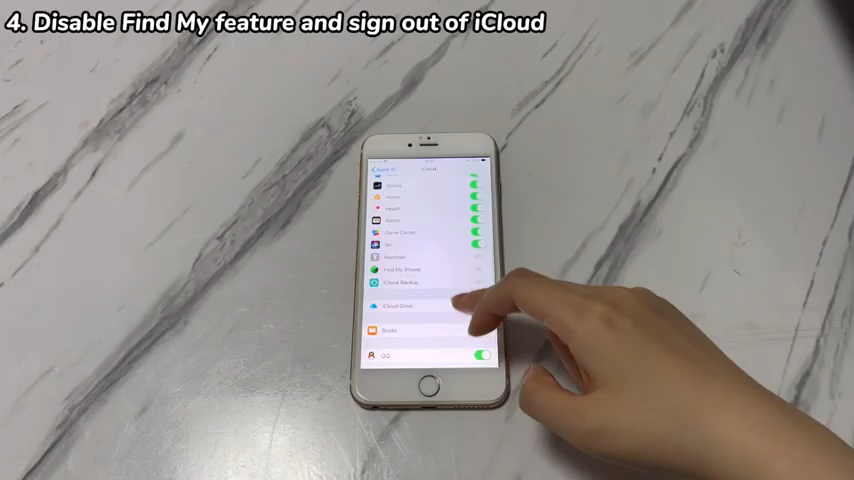 4. Disable Find My feature and sign out of iCloud
iCloud
Stocks
Home
Health
Wallet
Game Center
Siri
Keychain
Find My iPhone
iCloud Backup
iCloud Drive
Books
QQ